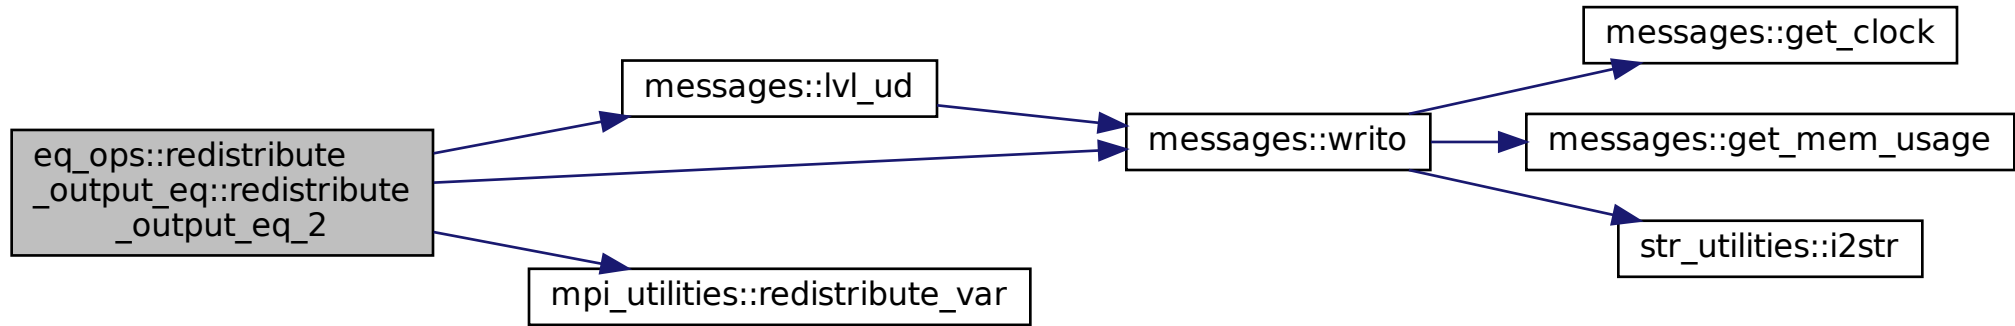 eq_ops::redistribute
_output_eq::redistribute
_output_eq_2
messages::lvl_ud
mpi_utilities::redistribute_var
messages::writo
messages::get_clock
messages::get_mem_usage
str_utilities::i2str